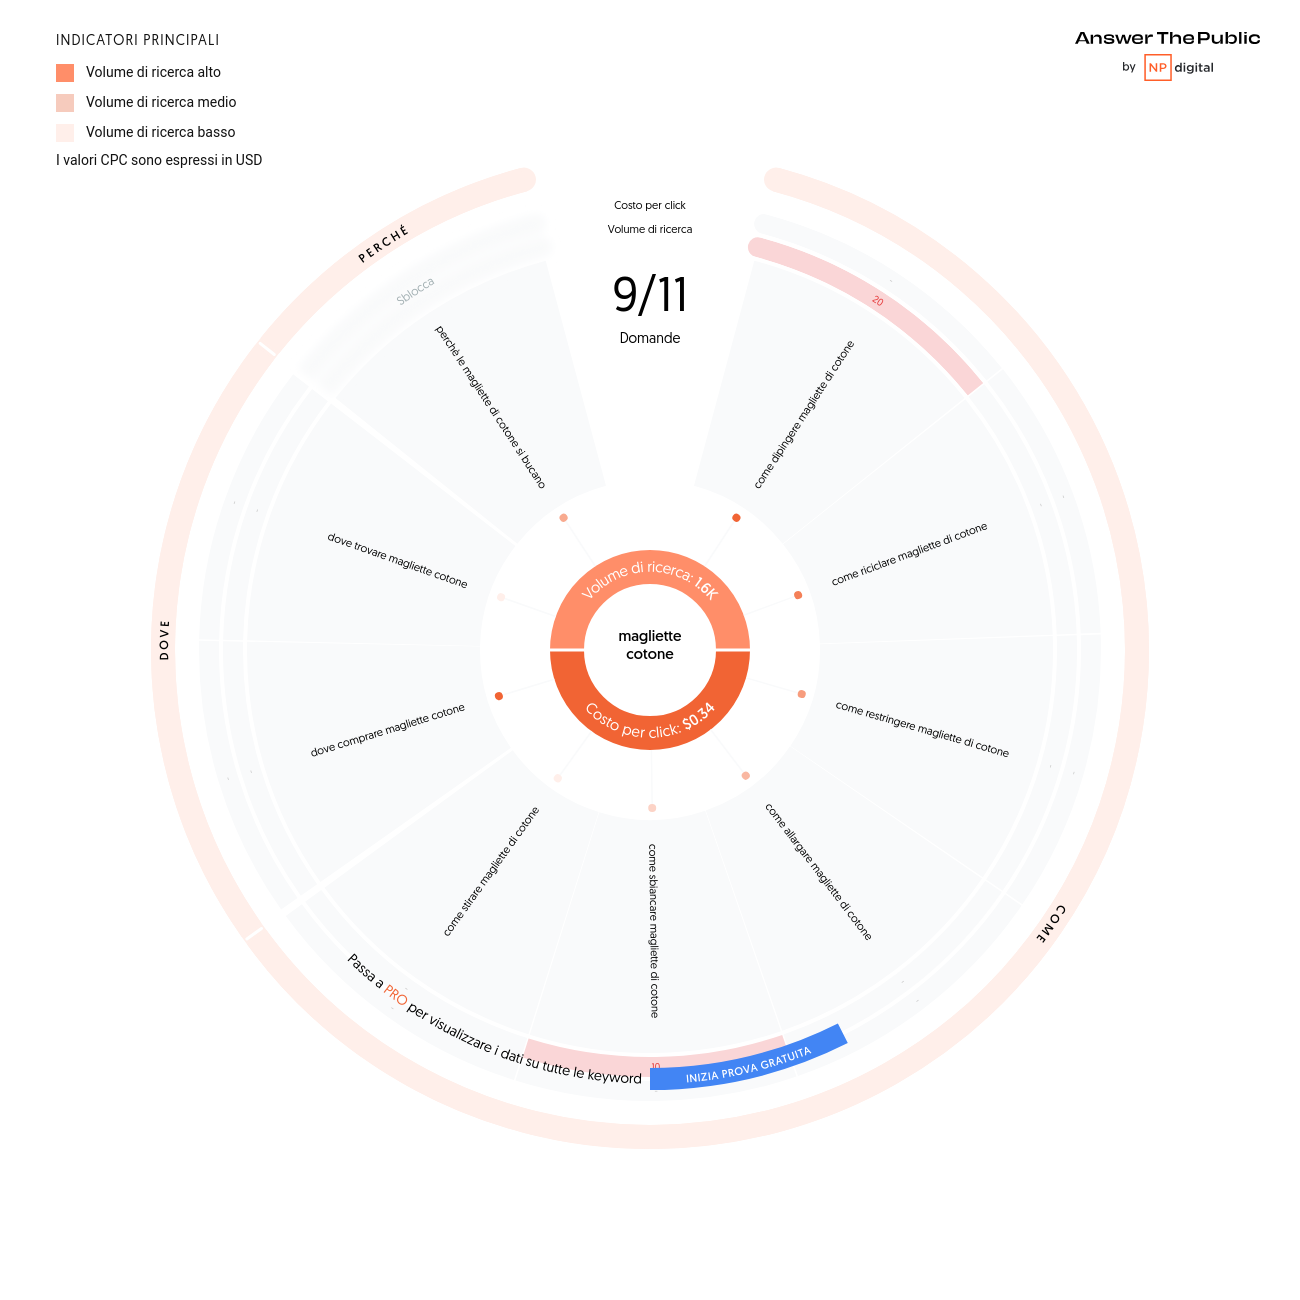 INDICATORI PRINCIPALI
Volume di ricerca alto
Volume di ricerca medio
Volume di ricerca basso
I valori CPC sono espressi in USD
Answer The Public
by NP digital
Costo per click
Volume di ricerca
9/11
Domande
PERCHÉ
Sblocca
perché le magliette di cotone si bucano
20
come dipingere magliette di cotone
come riciclare magliette di cotone
come restringere magliette di cotone
come allargare magliette di cotone
come sbiancare magliette di cotone
come stirare magliette di cotone
COME
DOVE
dove trovare magliette cotone
dove comprare magliette cotone
Volume di ricerca: 1.6K
magliette
cotone
Costo per click: $0.34
10
Passa a PRO per visualizzare i dati su tutte le keyword
INIZIA PROVA GRATUITA